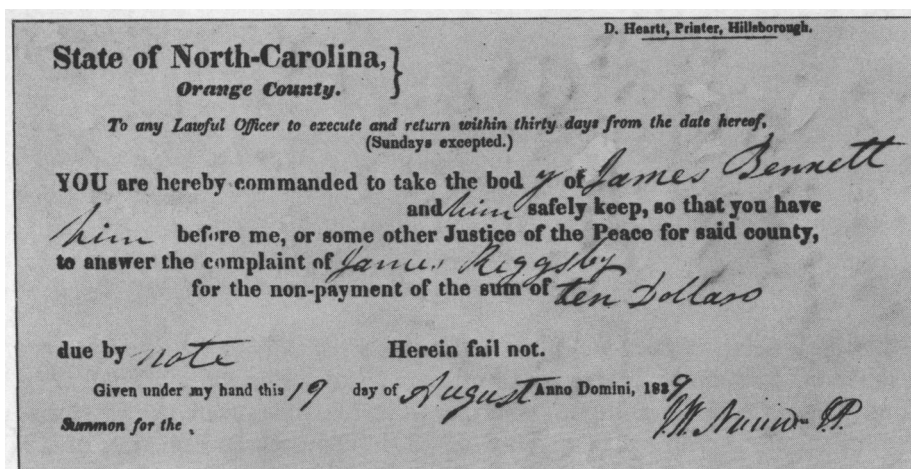 D. Heartt, Printer, Hillsborough.
State of North-Carolina, }
Orange County.
To any Lawful Officer to execute and return within thirty days from the date hereof,
(Sundays excepted.)
YOU are hereby commanded to take the bod y of James Bennett
and him safely keep, so that you have
him before me, or some other Justice of the Peace for said county,
to answer the complaint of James Riggsby
for the non-payment of the sum of ten Dollars
due by note Herein fail not.
Given under my hand this 19 day of August Anno Domini, 1839
Summon for the
J.P.